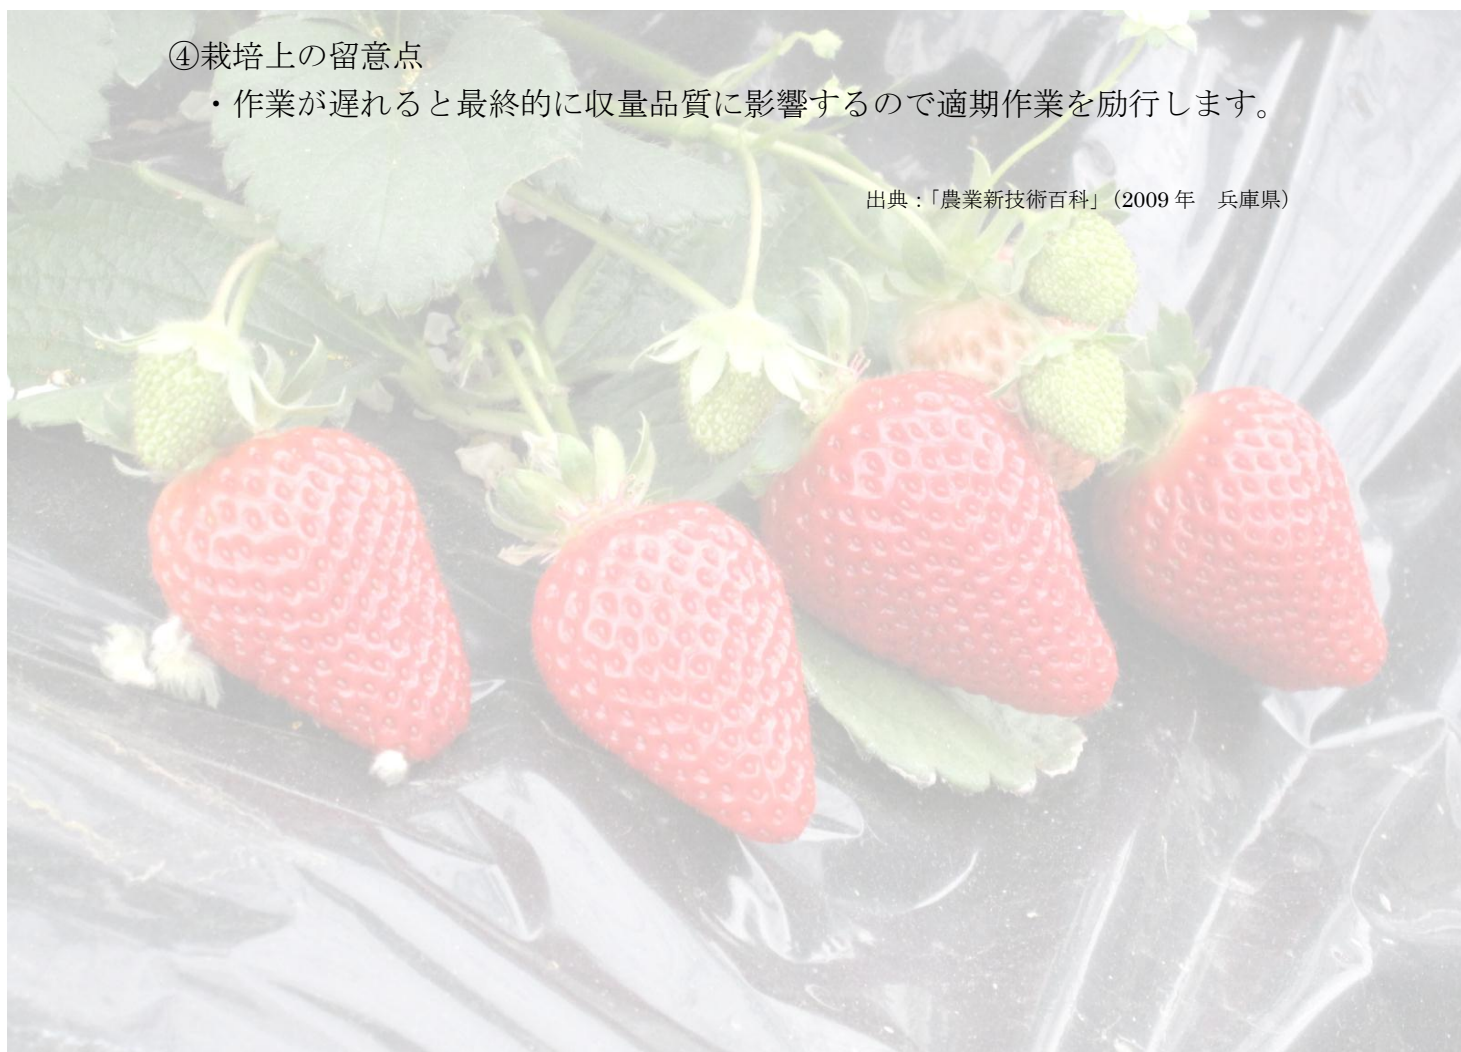 ④栽培上の留意点
・作業が遅れると最終的に収量品質に影響するので適期作業を励行します。
出典：「農業新技術百科」（2009 年　兵庫県）